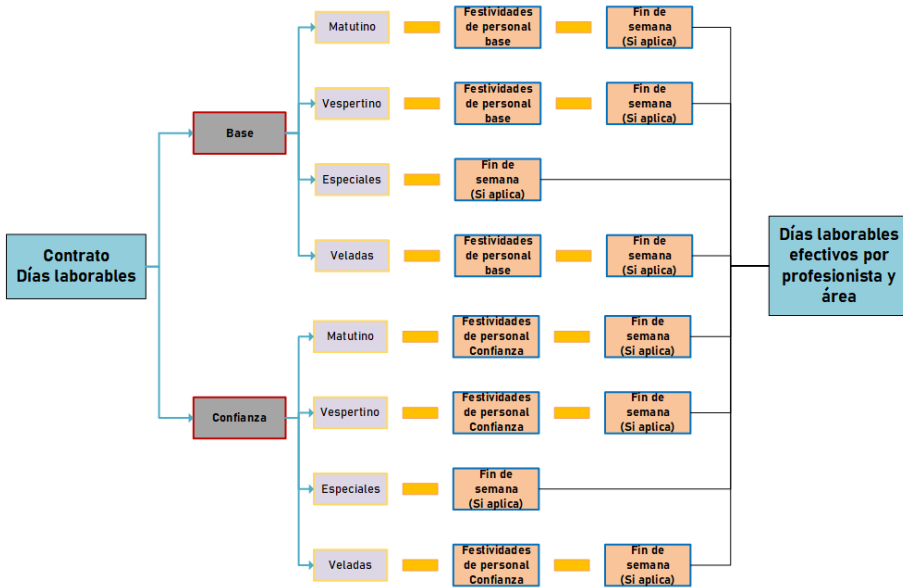 Matutino
Festividades
de personal
base
Fin de
semana
(Si aplica)
Vespertino
Festividades
de personal
base
Fin de
semana
(Si aplica)
Base
Especiales
Fin de
semana
(Si aplica)
Veladas
Festividades
de personal
base
Fin de
semana
(Si aplica)
Contrato
Días laborables
Días laborables
efectivos por
profesionista y
área
Matutino
Festividades
de personal
Confianza
Fin de
semana
(Si aplica)
Confianza
Vespertino
Festividades
de personal
Confianza
Fin de
semana
(Si aplica)
Especiales
Fin de
semana
(Si aplica)
Veladas
Festividades
de personal
Confianza
Fin de
semana
(Si aplica)